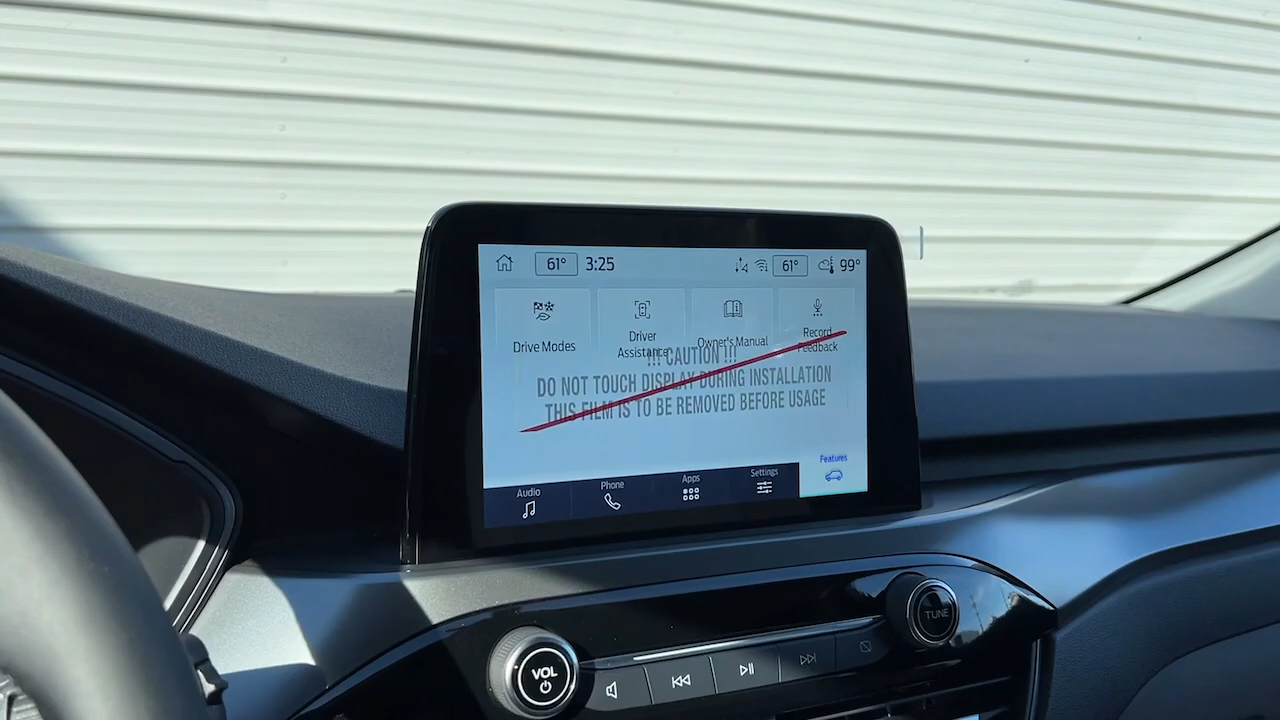 61° 3:25 61° 99°
Drive Modes
Driver
Assistance
Owner's Manual
Record
Feedback
!!! CAUTION !!!
DO NOT TOUCH DISPLAY DURING INSTALLATION
THIS FILM IS TO BE REMOVED BEFORE USAGE
Features
Audio Phone Apps Settings
TUNE
VOL